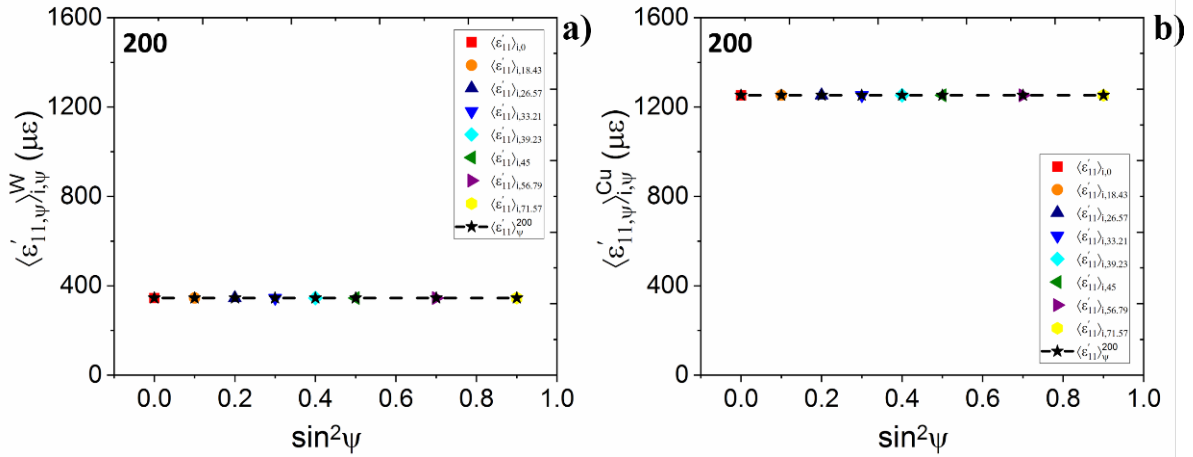 1600
1200
800
400
0
200
a)
⟨ε'11⟩i,0
⟨ε'11⟩i,18.43
⟨ε'11⟩i,26.57
⟨ε'11⟩i,33.21
⟨ε'11⟩i,39.23
⟨ε'11⟩i,45
⟨ε'11⟩i,56.79
⟨ε'11⟩i,71.57
⟨ε'11⟩ψ200
⟨ε'11,ψ⟩i,ψW (με)
0.0 0.2 0.4 0.6 0.8 1.0
sin²ψ
1600
1200
800
400
0
200
b)
⟨ε'11⟩i,0
⟨ε'11⟩i,18.43
⟨ε'11⟩i,26.57
⟨ε'11⟩i,33.21
⟨ε'11⟩i,39.23
⟨ε'11⟩i,45
⟨ε'11⟩i,56.79
⟨ε'11⟩i,71.57
⟨ε'11⟩ψ200
⟨ε'11,ψ⟩i,ψCu (με)
0.0 0.2 0.4 0.6 0.8 1.0
sin²ψ